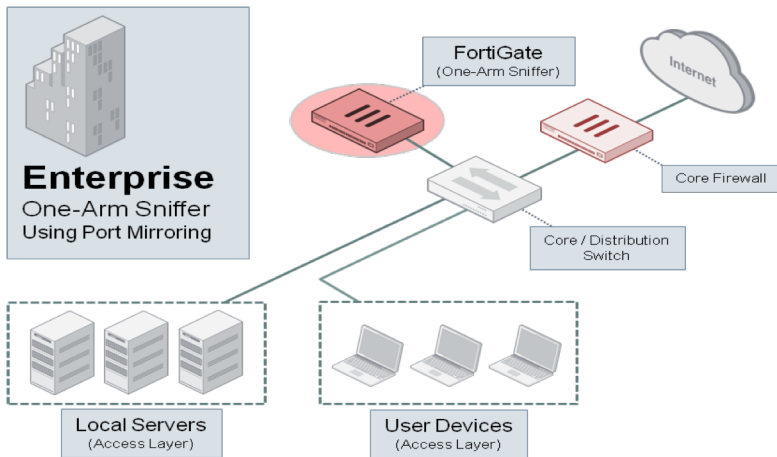 Enterprise
One-Arm Sniffer
Using Port Mirroring
FortiGate
(One-Arm Sniffer)
Internet
Core Firewall
Core / Distribution
Switch
Local Servers
(Access Layer)
User Devices
(Access Layer)